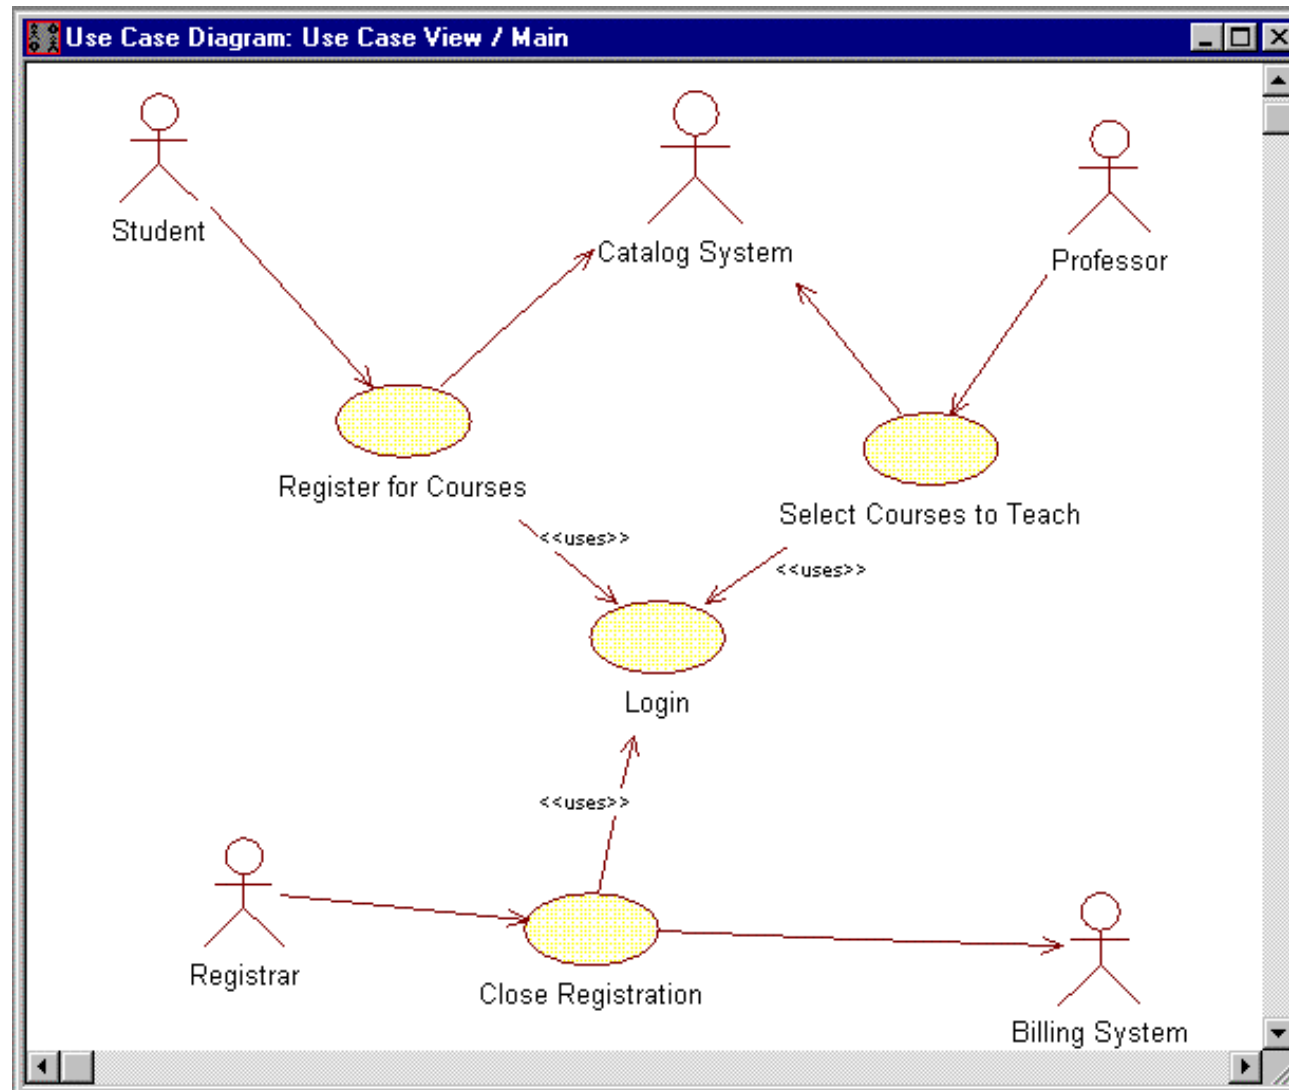 Use Case Diagram: Use Case View / Main
Student
Catalog System
Professor
Register for Courses
Select Courses to Teach
<<uses>>
<<uses>>
Login
<<uses>>
Registrar
Close Registration
Billing System